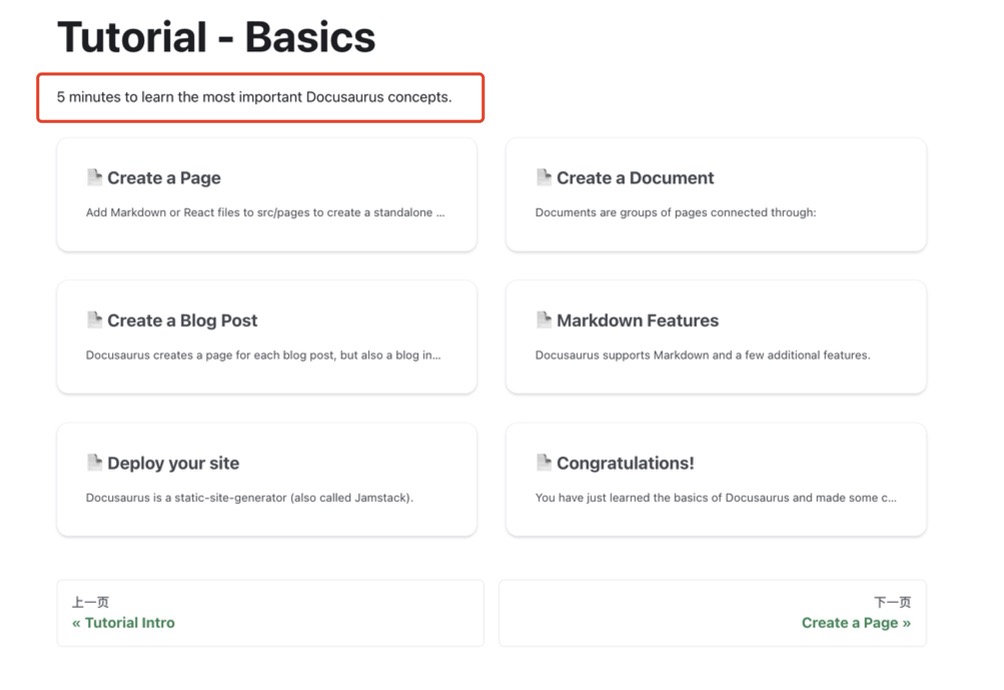 Tutorial - Basics
5 minutes to learn the most important Docusaurus concepts.
Create a Page
Add Markdown or React files to src/pages to create a standalone ...
Create a Document
Documents are groups of pages connected through:
Create a Blog Post
Docusaurus creates a page for each blog post, but also a blog in...
Markdown Features
Docusaurus supports Markdown and a few additional features.
Deploy your site
Docusaurus is a static-site-generator (also called Jamstack).
Congratulations!
You have just learned the basics of Docusaurus and made some c...
上一页
« Tutorial Intro
下一页
Create a Page »